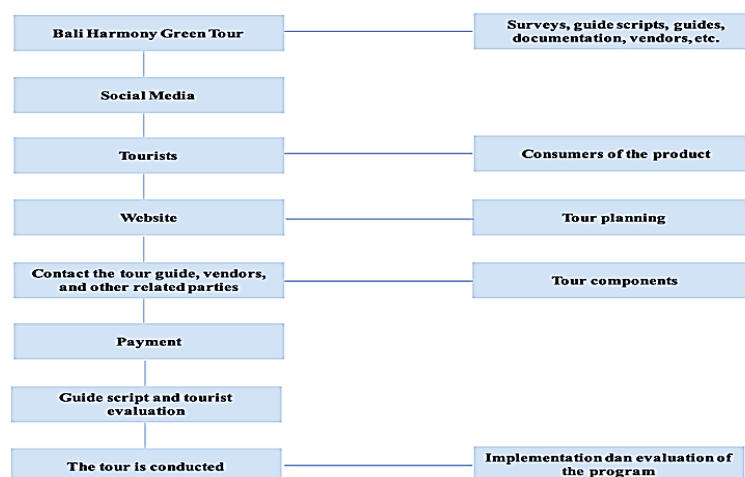 Bali Harmony Green Tour
Surveys, guide scripts, guides,
documentation, vendors, etc.
Social Media
Tourists
Consumers of the product
Website
Tour planning
Contact the tour guide, vendors,
and other related parties
Tour components
Payment
Guide script and tourist
evaluation
The tour is conducted
Implementation dan evaluation of
the program